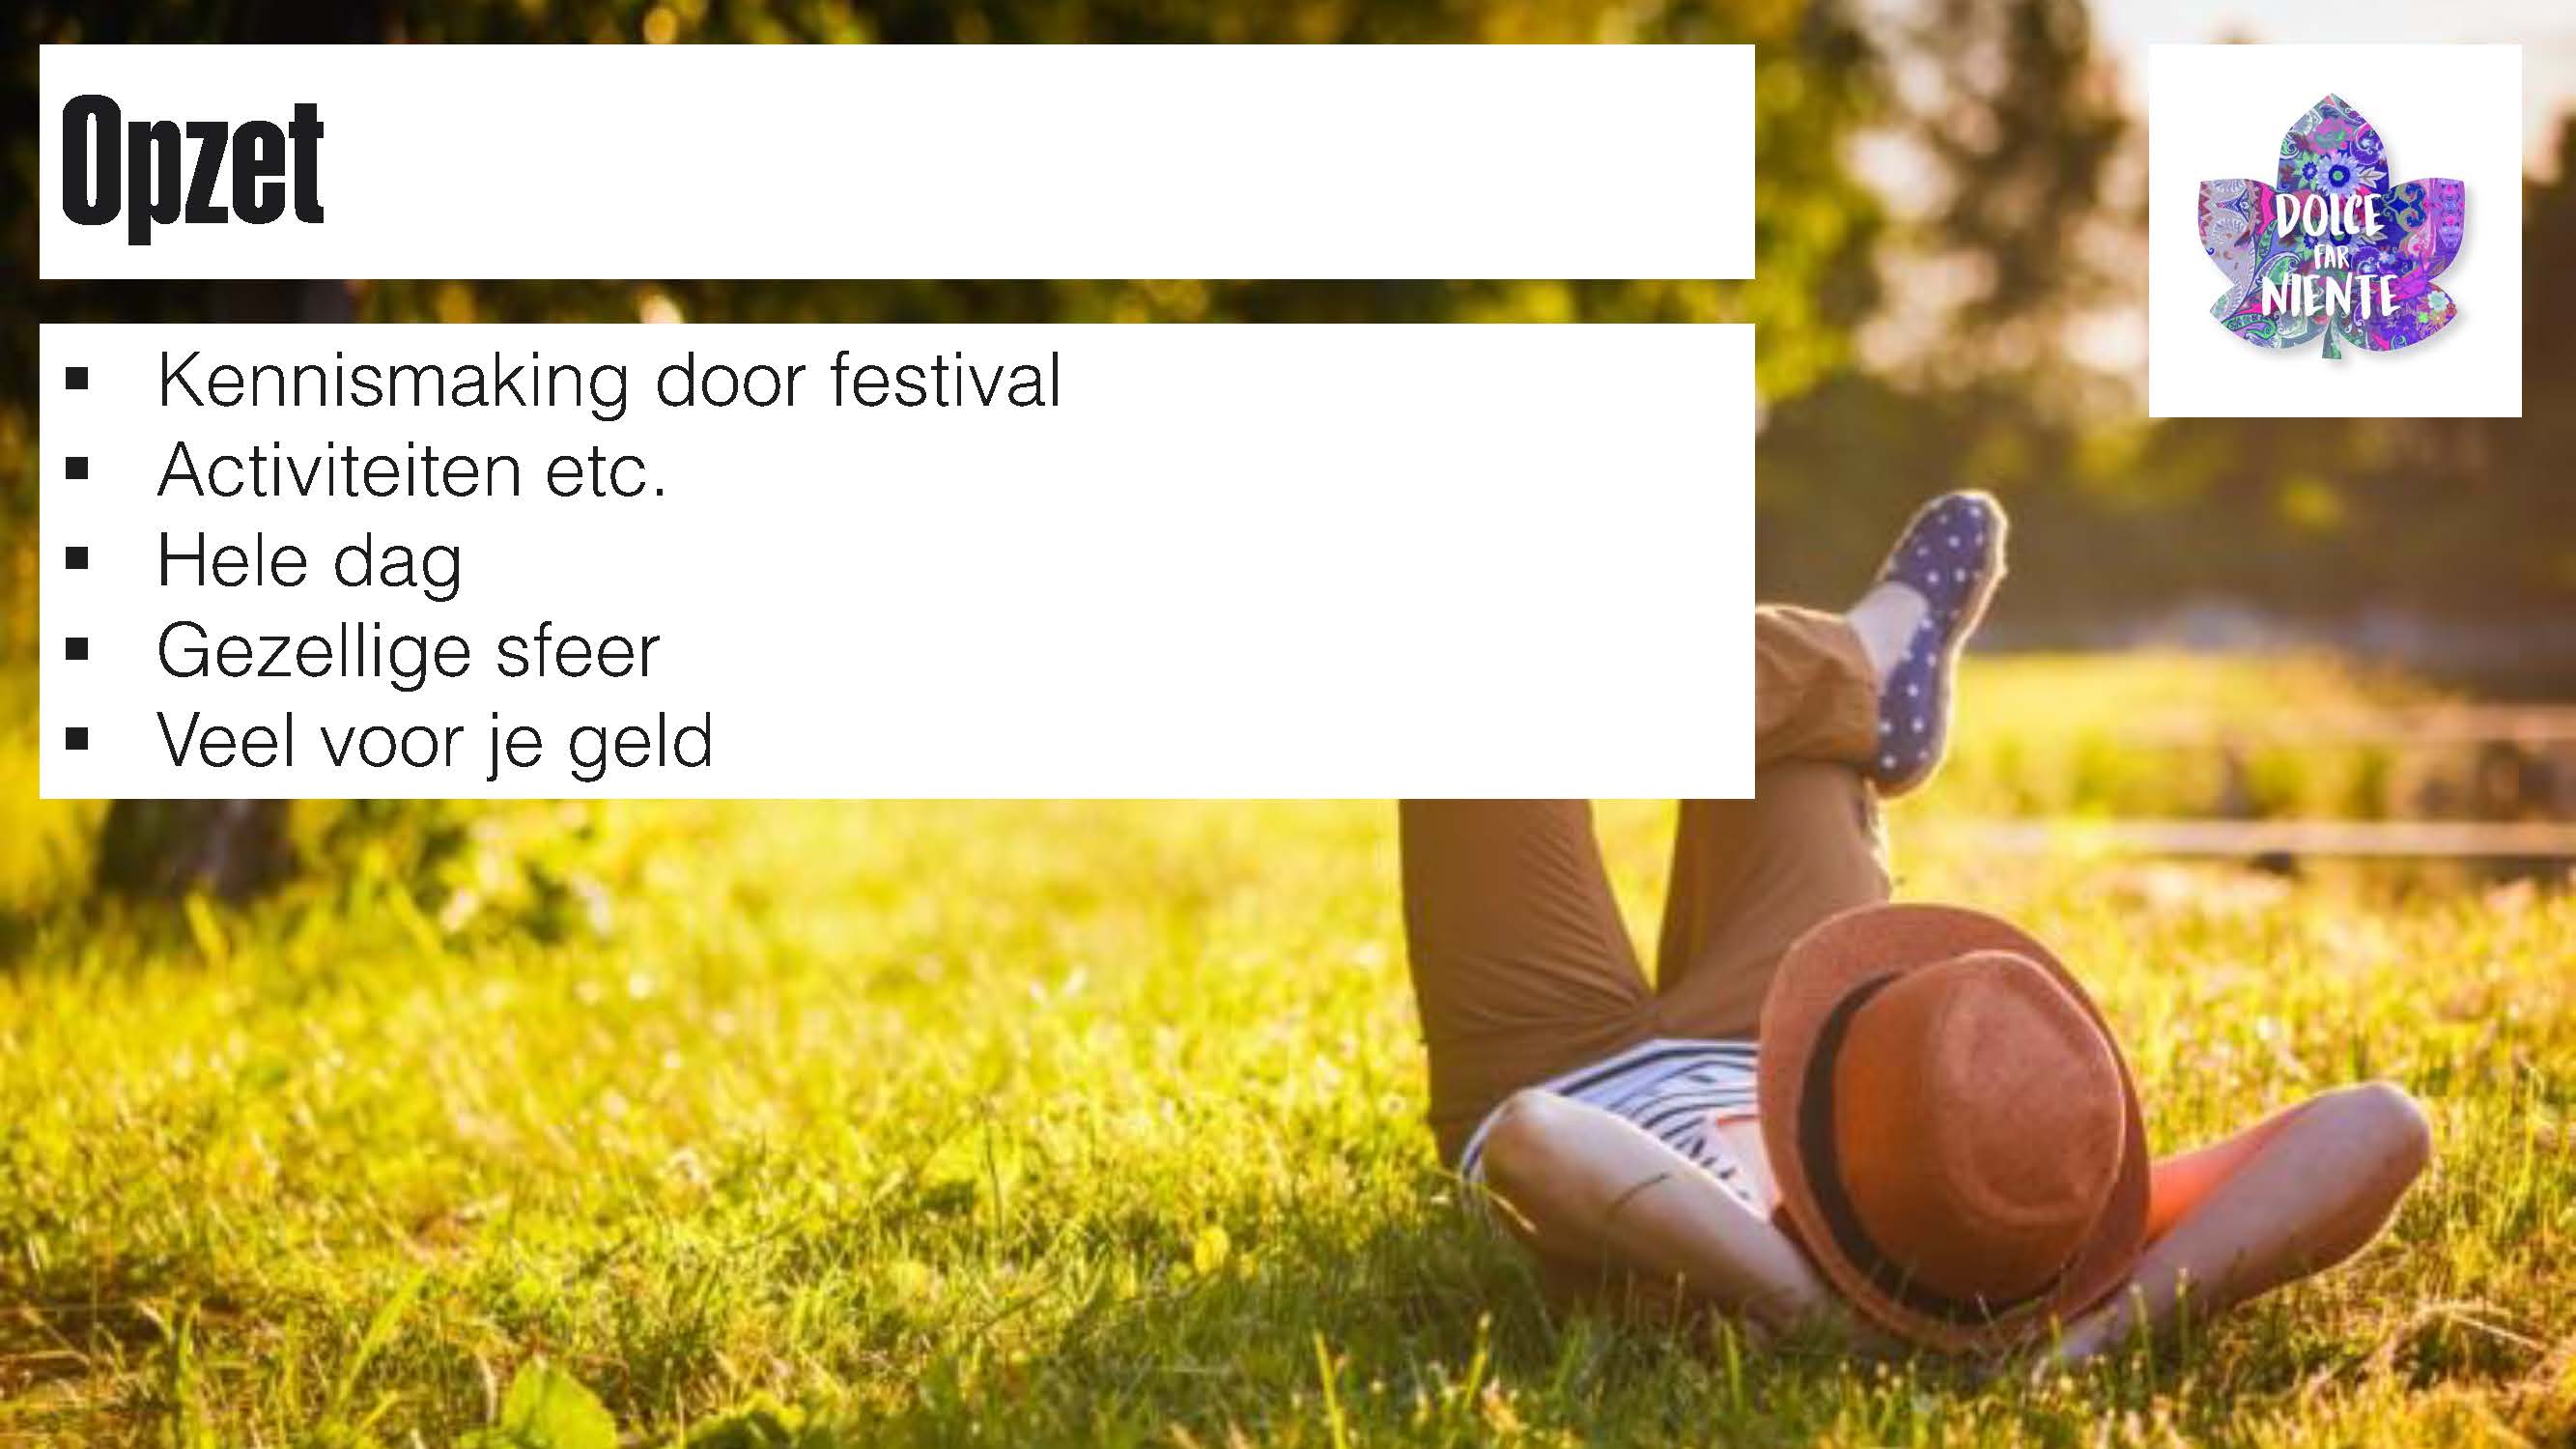 Opzet
DOLCE
FAR
NIENTE
▪ Kennismaking door festival
▪ Activiteiten etc.
▪ Hele dag
▪ Gezellige sfeer
▪ Veel voor je geld